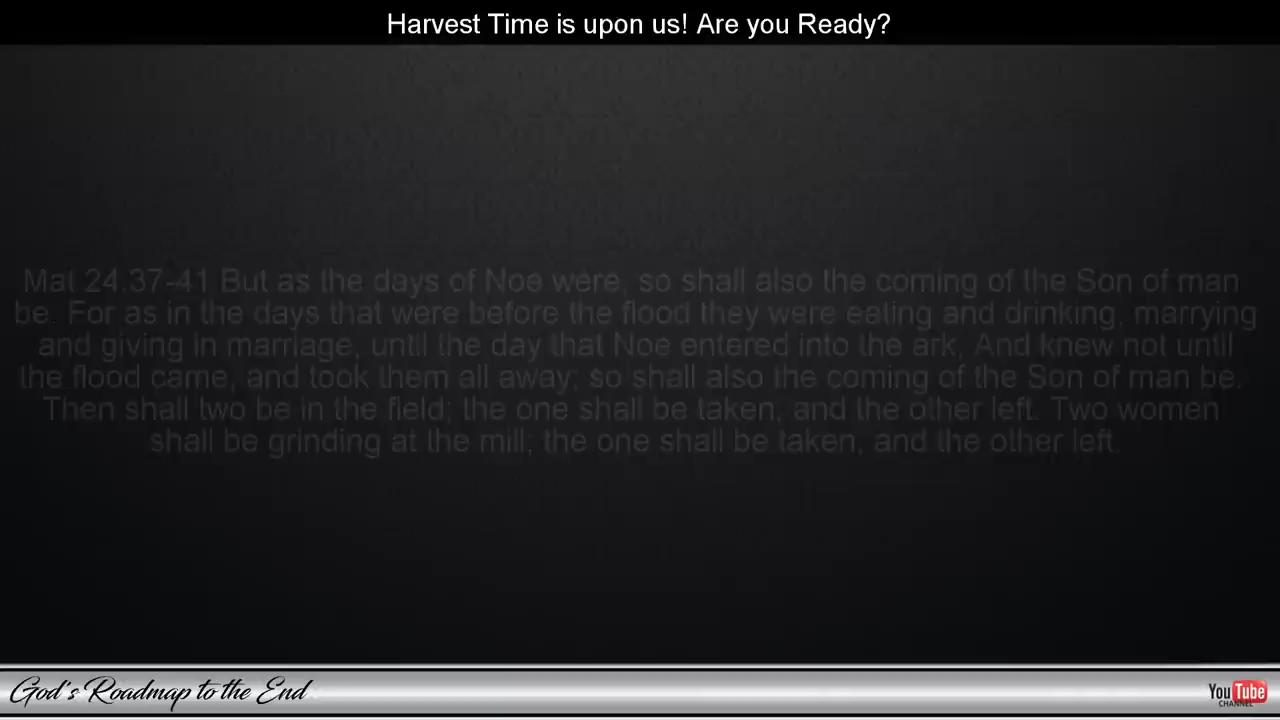 Harvest Time is upon us! Are you Ready?
Mat 24.37-41 But as the days of Noe were, so shall also the coming of the Son of man
be. For as in the days that were before the flood they were eating and drinking, marrying
and giving in marriage, until the day that Noe entered into the ark, And knew not until
the flood came, and took them all away; so shall also the coming of the Son of man be.
Then shall two be in the field; the one shall be taken, and the other left. Two women
shall be grinding at the mill; the one shall be taken, and the other left.
God's Roadmap to the End
YouTube
CHANNEL